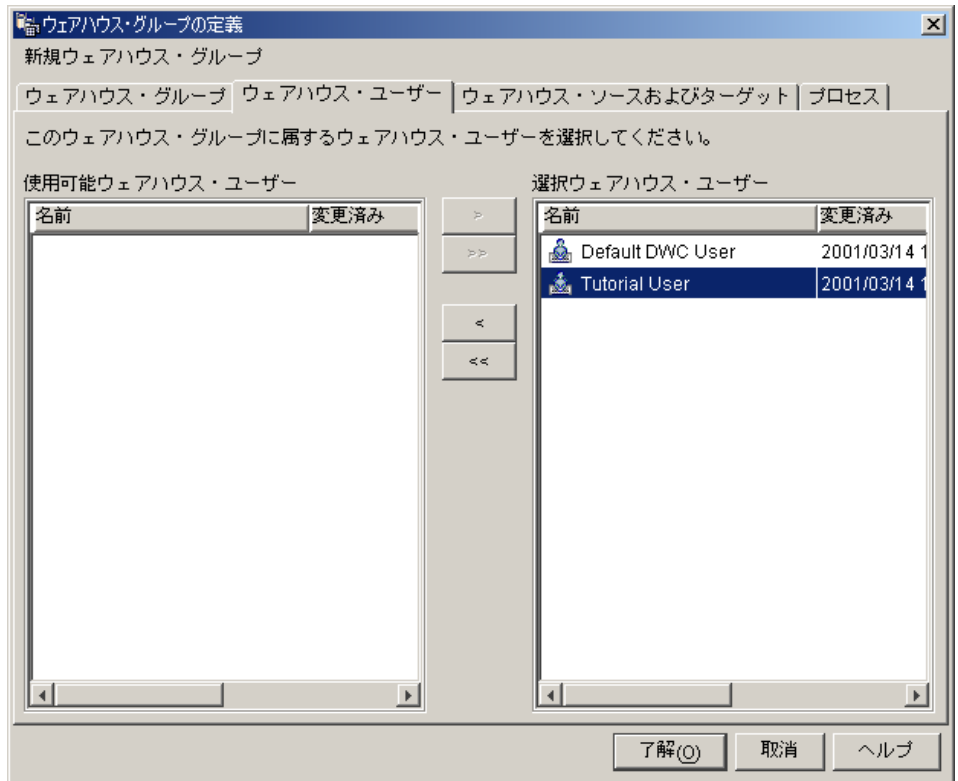 ウェアハウス・グループの定義
新規ウェアハウス・グループ
ウェアハウス・グループ ウェアハウス・ユーザー ウェアハウス・ソースおよびターゲット プロセス
このウェアハウス・グループに属するウェアハウス・ユーザーを選択してください。
使用可能ウェアハウス・ユーザー
名前 変更済み
>
>>
<
<<
選択ウェアハウス・ユーザー
名前 変更済み
Default DWC User 2001/03/14 1
Tutorial User 2001/03/14 1
了解(O) 取消 ヘルプ